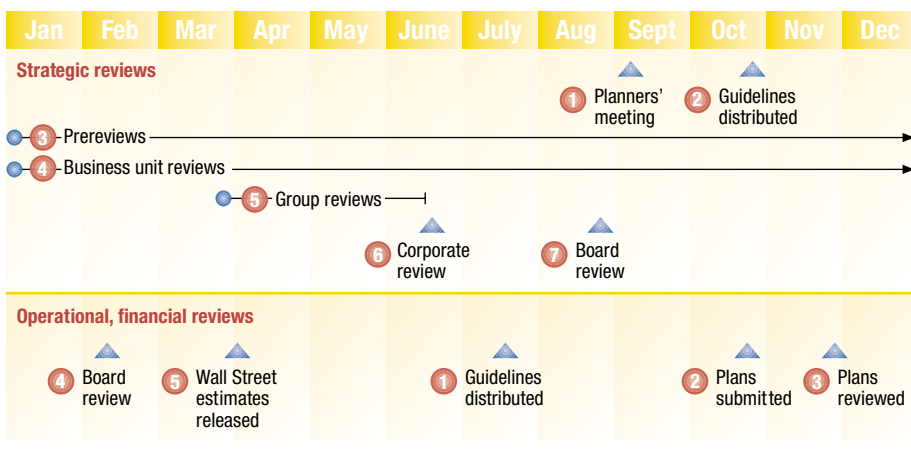 Jan Feb Mar Apr May June July Aug Sept Oct Nov Dec
Strategic reviews
1 Planners’
meeting
2 Guidelines
distributed
3 Prereviews
4 Business unit reviews
5 Group reviews
6 Corporate
review
7 Board
review
Operational, financial reviews
4 Board
review
5 Wall Street
estimates
released
1 Guidelines
distributed
2 Plans
submitted
3 Plans
reviewed